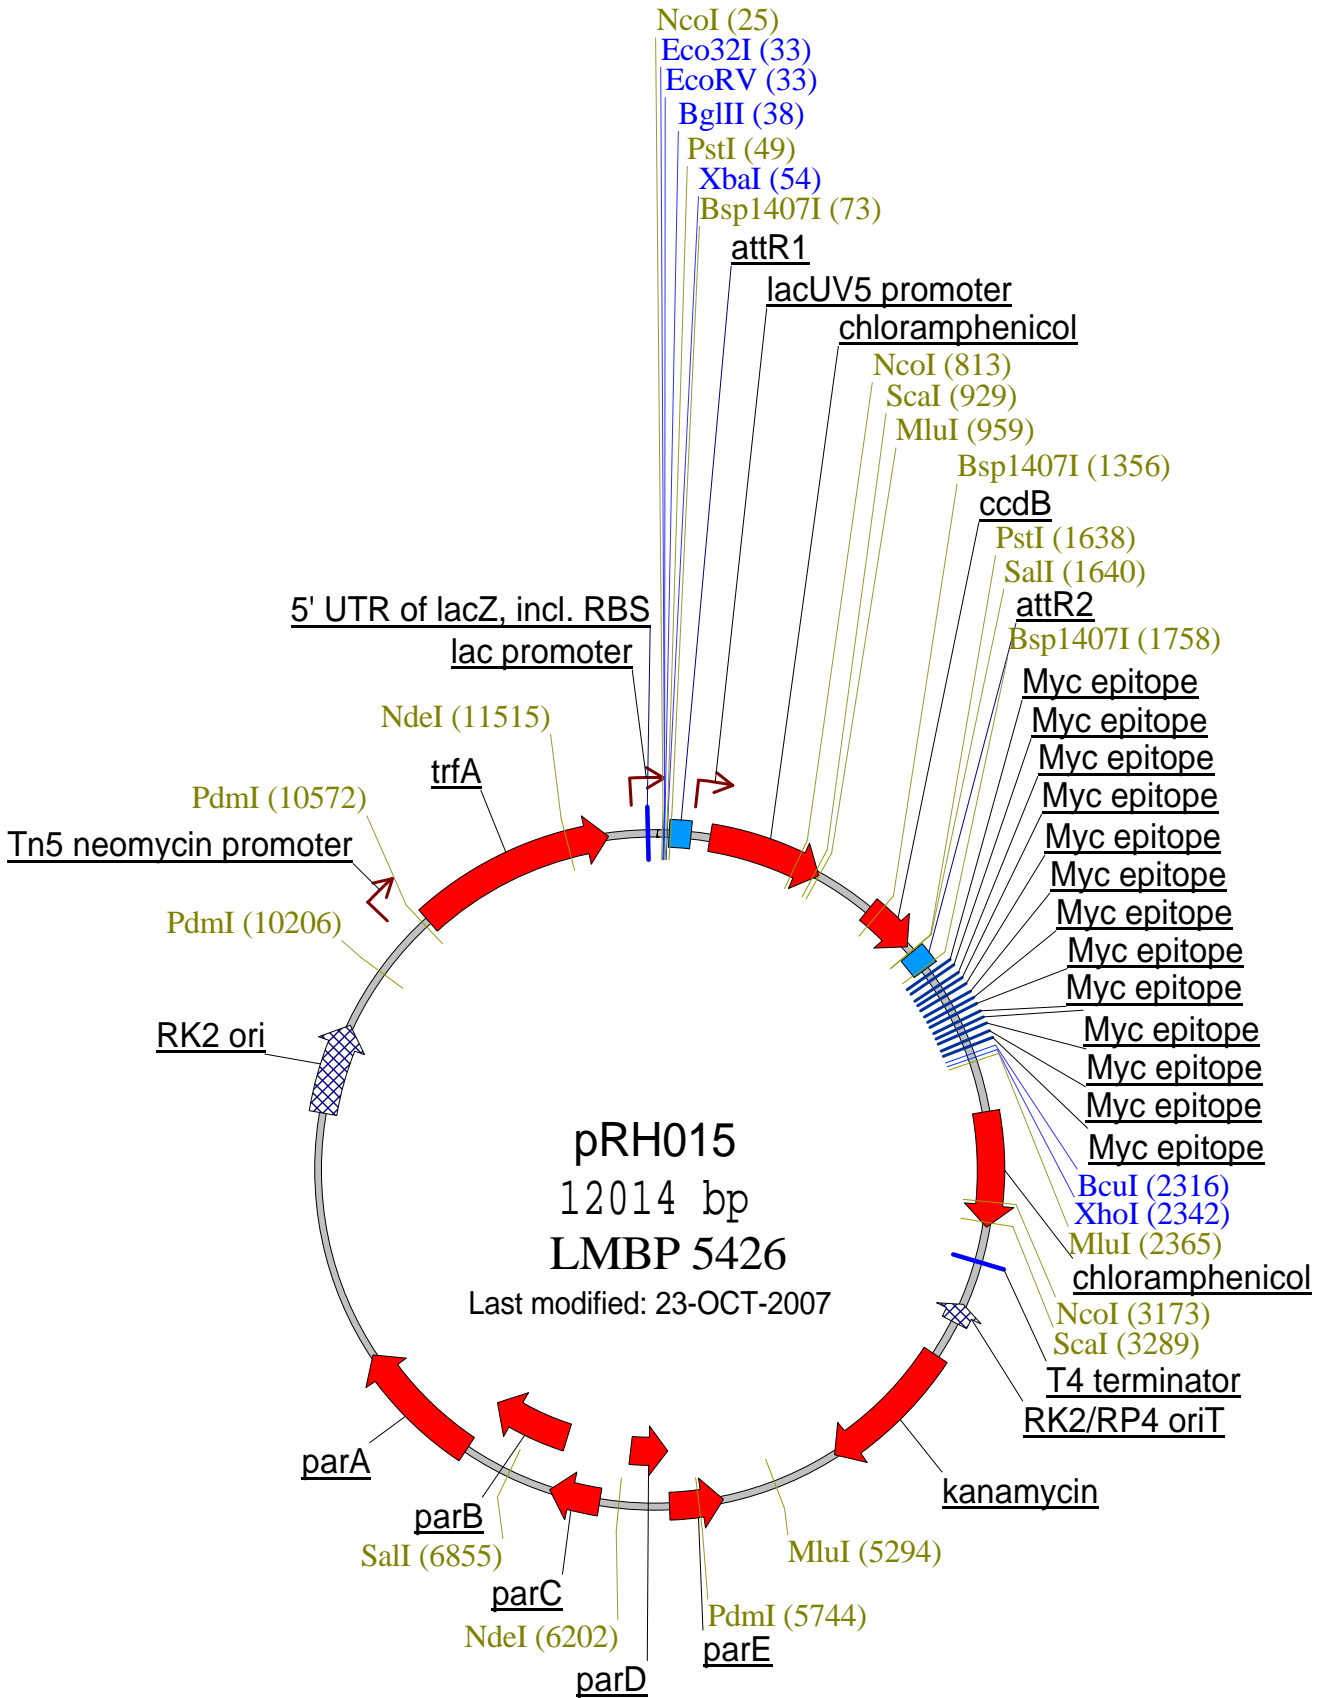 NcoI (25)
Eco32I (33)
EcoRV (33)
BglII (38)
PstI (49)
XbaI (54)
Bsp1407I (73)
attR1
lacUV5 promoter
chloramphenicol
NcoI (813)
ScaI (929)
MluI (959)
Bsp1407I (1356)
ccdB
PstI (1638)
SalI (1640)
attR2
Bsp1407I (1758)
5' UTR of lacZ, incl. RBS
lac promoter
NdeI (11515)
trfA
PdmI (10572)
Tn5 neomycin promoter
PdmI (10206)
RK2 ori
Myc epitope
Myc epitope
Myc epitope
Myc epitope
Myc epitope
Myc epitope
Myc epitope
Myc epitope
Myc epitope
Myc epitope
Myc epitope
Myc epitope
Myc epitope
pRH015
12014 bp
LMBP 5426
Last modified: 23-OCT-2007
BcuI (2316)
XhoI (2342)
MluI (2365)
chloramphenicol
NcoI (3173)
ScaI (3289)
T4 terminator
RK2/RP4 oriT
kanamycin
MluI (5294)
PdmI (5744)
parE
parD
NdeI (6202)
parC
SalI (6855)
parB
parA